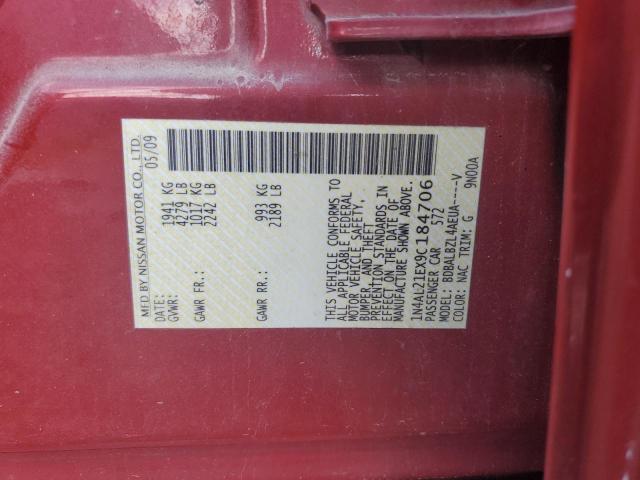 MFD BY NISSAN MOTOR CO., LTD.
DATE: 05/09
GVWR: 1941 KG
4279 LB
GAWR FR.: 1017 KG
2242 LB
GAWR RR: 993 KG
2189 LB
THIS VEHICLE CONFORMS TO
ALL APPLICABLE FEDERAL
MOTOR VEHICLE SAFETY,
BUMPER, AND THEFT
PREVENTION STANDARDS IN
EFFECT ON THE DATE OF
MANUFACTURE SHOWN ABOVE.
1N4AL21EX9C184706
PASSENGER CAR 572
MODEL: BDBALBZL4AEUA----V
COLOR: NAC TRIM: G 9N00A